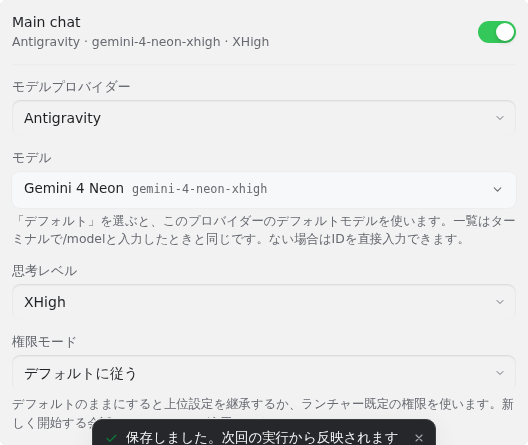 Main chat
Antigravity · gemini-4-neon-xhigh · XHigh
モデルプロバイダー
Antigravity
モデル
Gemini 4 Neon gemini-4-neon-xhigh
「デフォルト」を選ぶと、このプロバイダーのデフォルトモデルを使います。一覧はター
ミナルで/modelと入力したときと同じです。ない場合はIDを直接入力できます。
思考レベル
XHigh
権限モード
デフォルトに従う
デフォルトのままにすると上位設定を継承するか、ランチャー既定の権限を使います。新
しく開始する
保存しました。次回の実行から反映されます